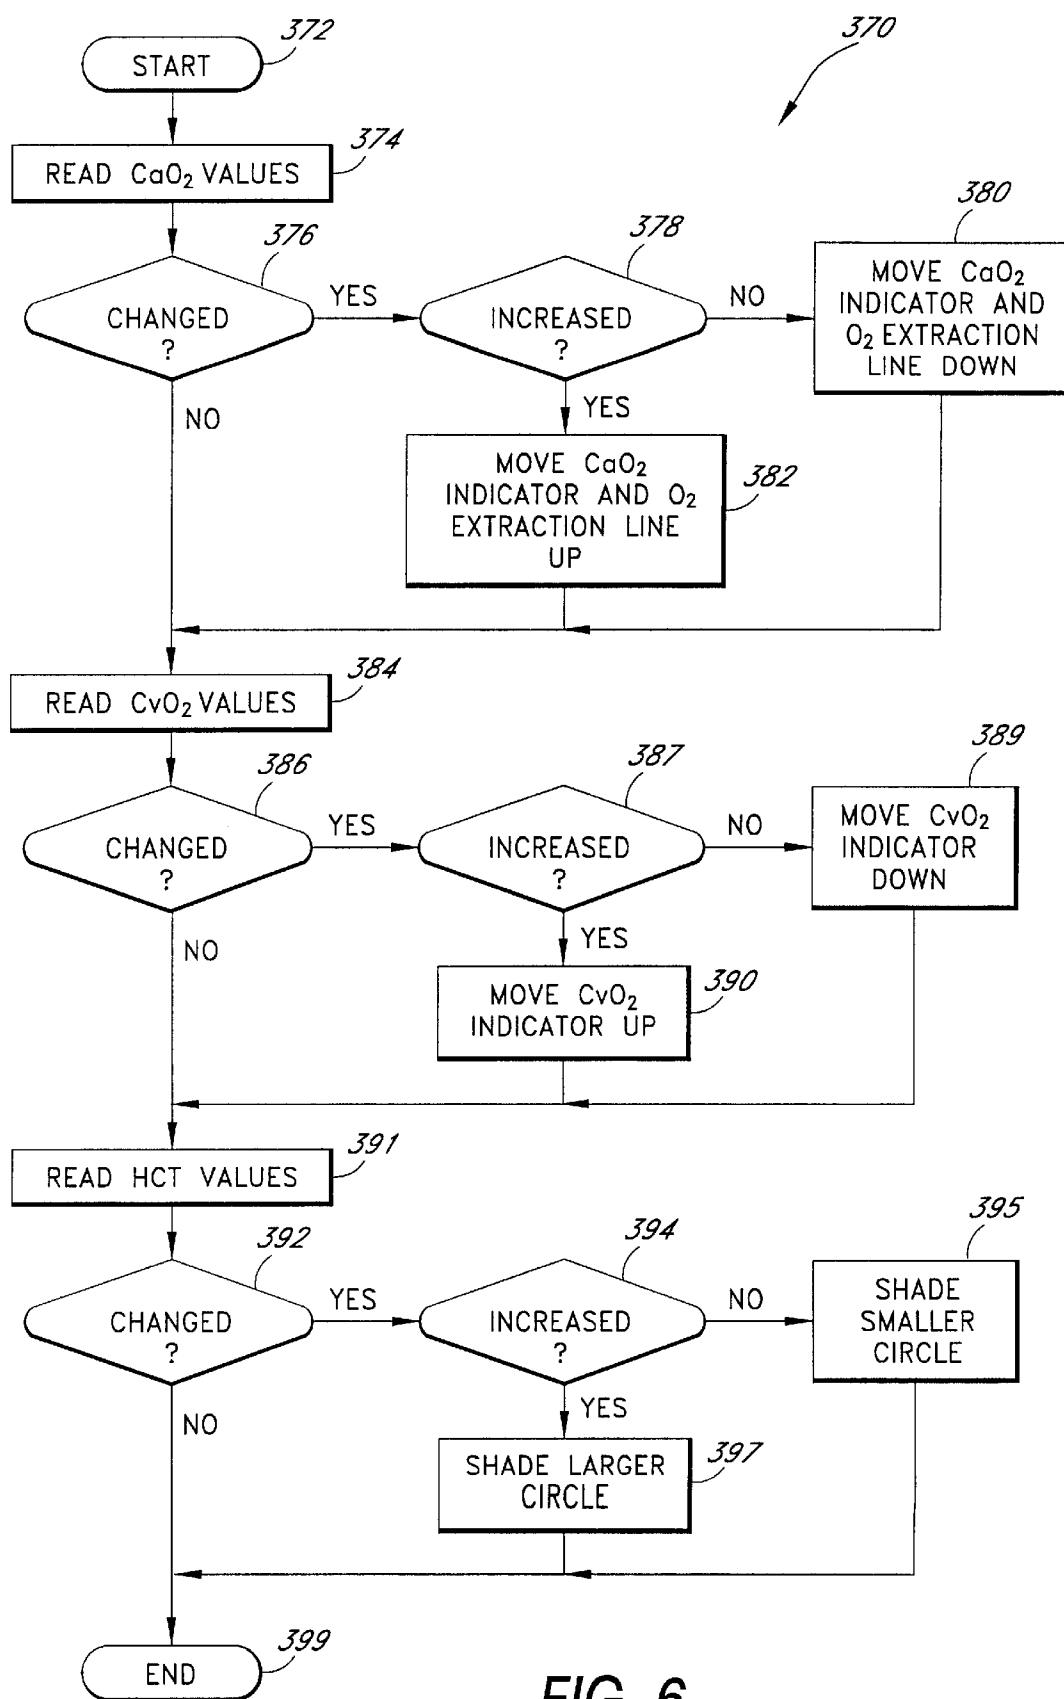 372
370
START
374
READ CaO₂ VALUES
376
378
380
CHANGED
?
YES
INCREASED
?
NO
MOVE CaO₂
INDICATOR AND
O₂ EXTRACTION
LINE DOWN
NO
YES
MOVE CaO₂
INDICATOR AND O₂
EXTRACTION LINE
UP
382
384
READ CvO₂ VALUES
386
387
389
CHANGED
?
YES
INCREASED
?
NO
MOVE CvO₂
INDICATOR
DOWN
NO
YES
MOVE CvO₂
INDICATOR UP
390
391
READ HCT VALUES
392
394
395
CHANGED
?
YES
INCREASED
?
NO
SHADE
SMALLER
CIRCLE
NO
YES
SHADE LARGER
CIRCLE
397
END
399
FIG. 6